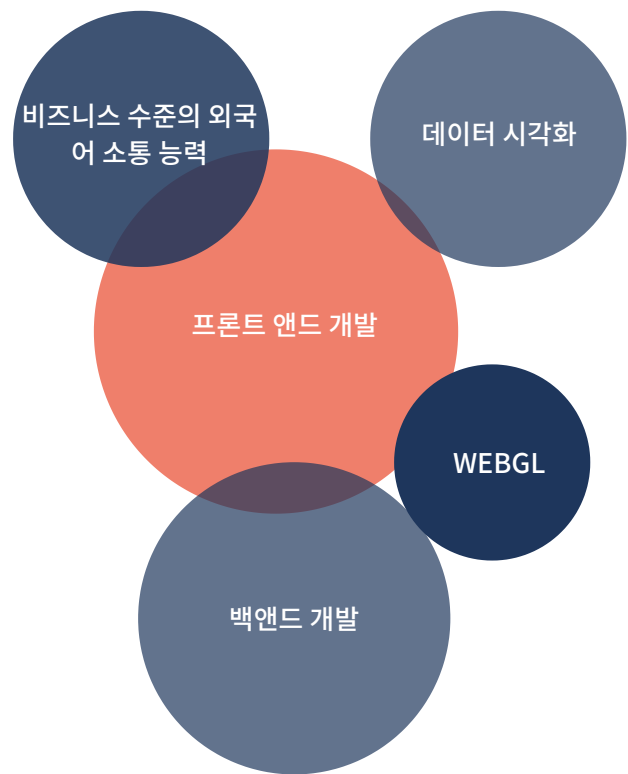 비즈니스 수준의 외국
어 소통 능력
데이터 시각화
프론트 앤드 개발
WEBGL
백앤드 개발